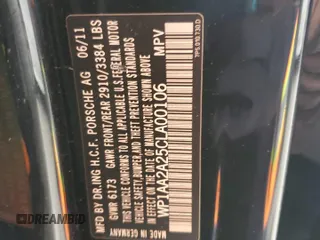 MFD BY DR.ING H.C.F. PORSCHE AG 06/11
GAWR FRONT/REAR 2910/3384 LBS
GVWR 6173
THIS VEHICLE CONFORMS TO ALL APPLICABLE U.S. FEDERAL MOTOR
VEHICLE SAFETY, BUMPER, AND THEFT PREVENTION STANDARDS
IN EFFECT ON THE DATE OF MANUFACTURE SHOWN ABOVE
WP1AA2A25CLA00106 MPV
MADE IN GERMANY
DREAMBID